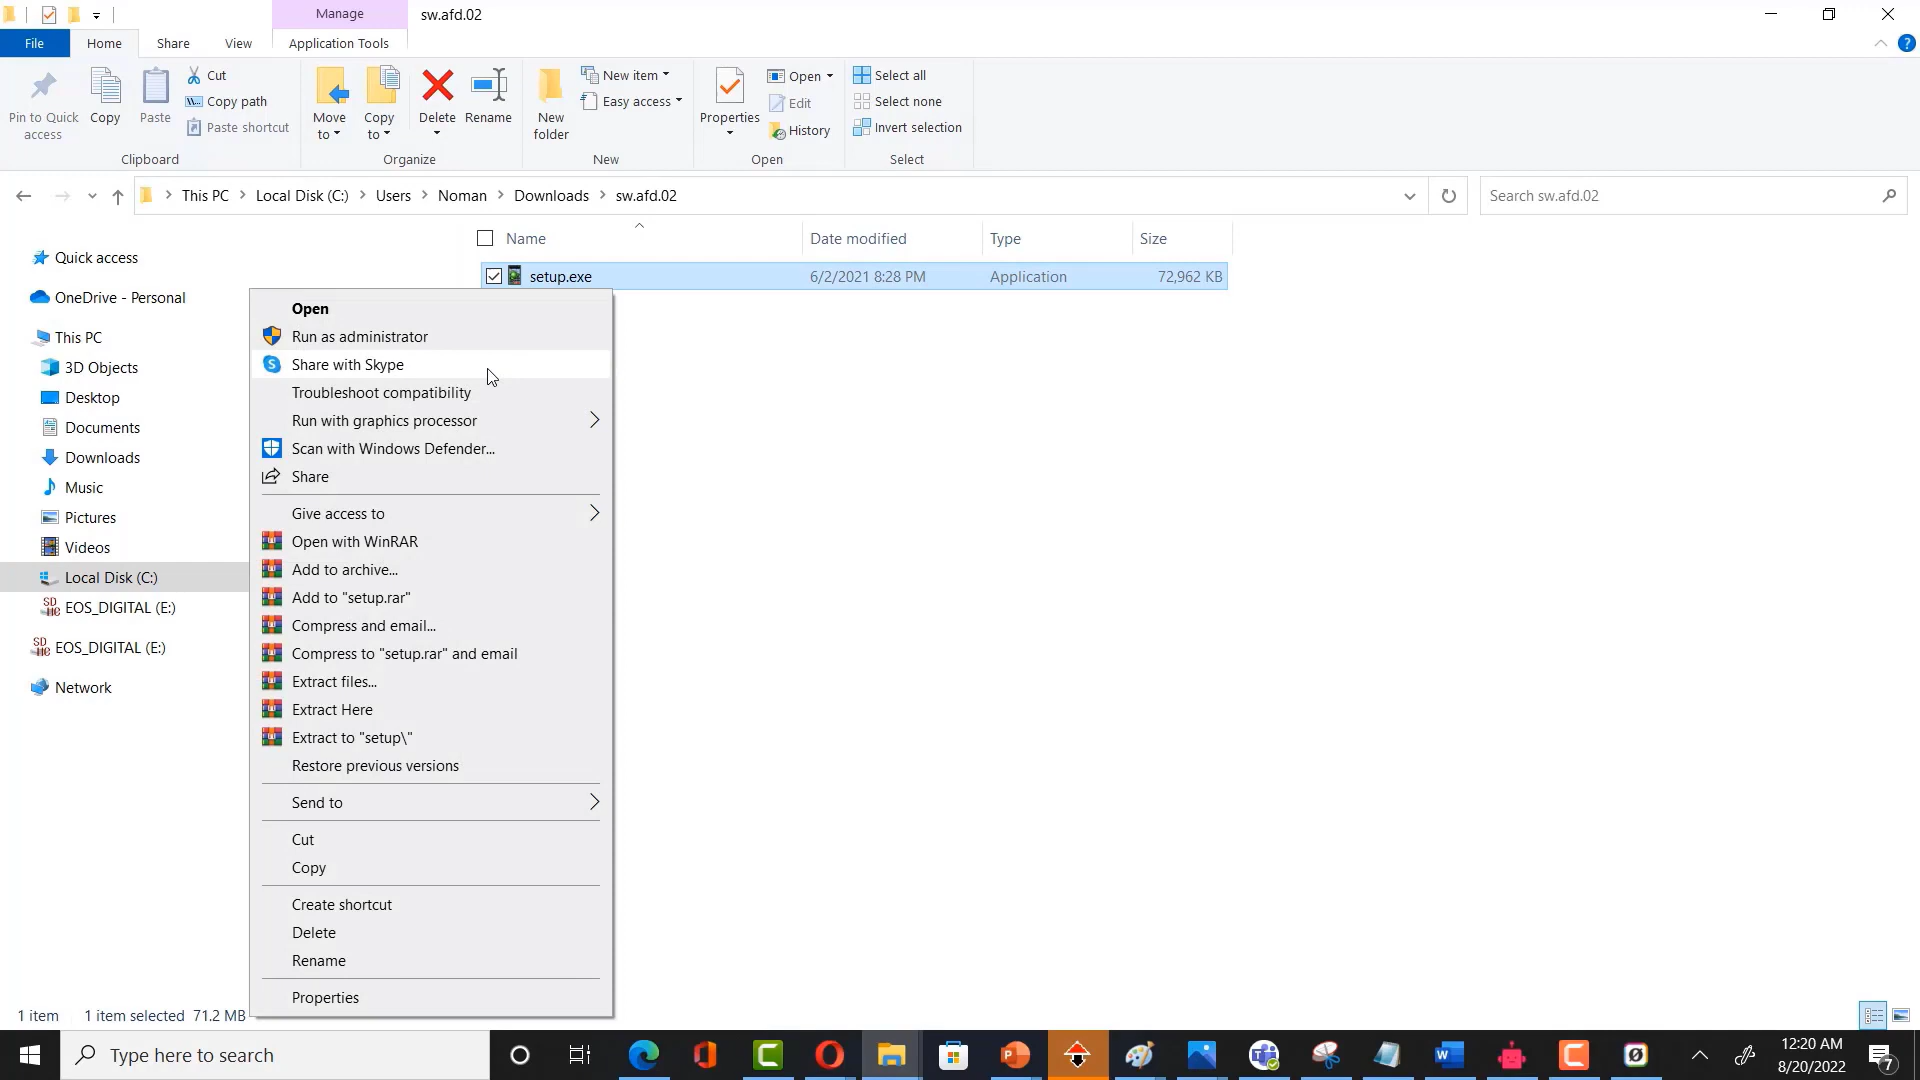 Manage
sw.afd.02
File
Home
Share
View
Application Tools
Pin to Quick
access
Copy
Paste
Cut
Copy path
Paste shortcut
Clipboard
Move
to
Copy
to
Delete
Rename
Organize
New
folder
New item
Easy access
New
Properties
Open
Edit
History
Open
Select all
Select none
Invert selection
Select
This PC
Local Disk (C:)
Users
Noman
Downloads
sw.afd.02
Search sw.afd.02
Name
Date modified
Type
Size
setup.exe
6/2/2021 8:28 PM
Application
72,962 KB
Quick access
OneDrive - Personal
This PC
3D Objects
Desktop
Documents
Downloads
Music
Pictures
Videos
Local Disk (C:)
EOS_DIGITAL (E:)
EOS_DIGITAL (E:)
Network
Open
Run as administrator
Share with Skype
Troubleshoot compatibility
Run with graphics processor
Scan with Windows Defender...
Share
Give access to
Open with WinRAR
Add to archive...
Add to "setup.rar"
Compress and email...
Compress to "setup.rar" and email
Extract files...
Extract Here
Extract to "setup\"
Restore previous versions
Send to
Cut
Copy
Create shortcut
Delete
Rename
Properties
1 item
1 item selected 71.2 MB
Type here to search
12:20 AM
8/20/2022
7